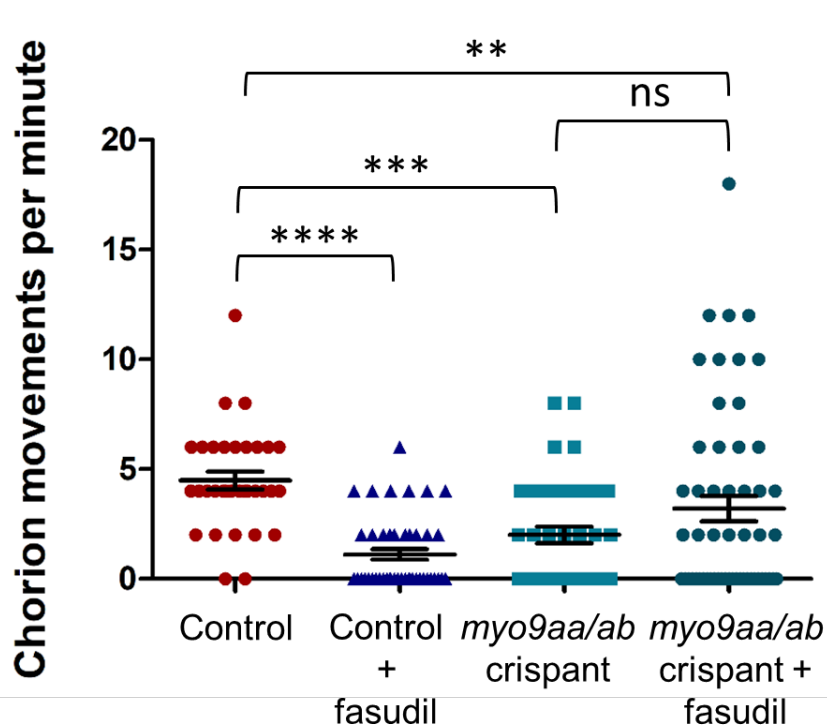 **
ns
20
***
15
****
10
5
0
Chorion movements per minute
Control
Control
+
fasudil
myo9aa/ab
crispant
myo9aa/ab
crispant +
fasudil